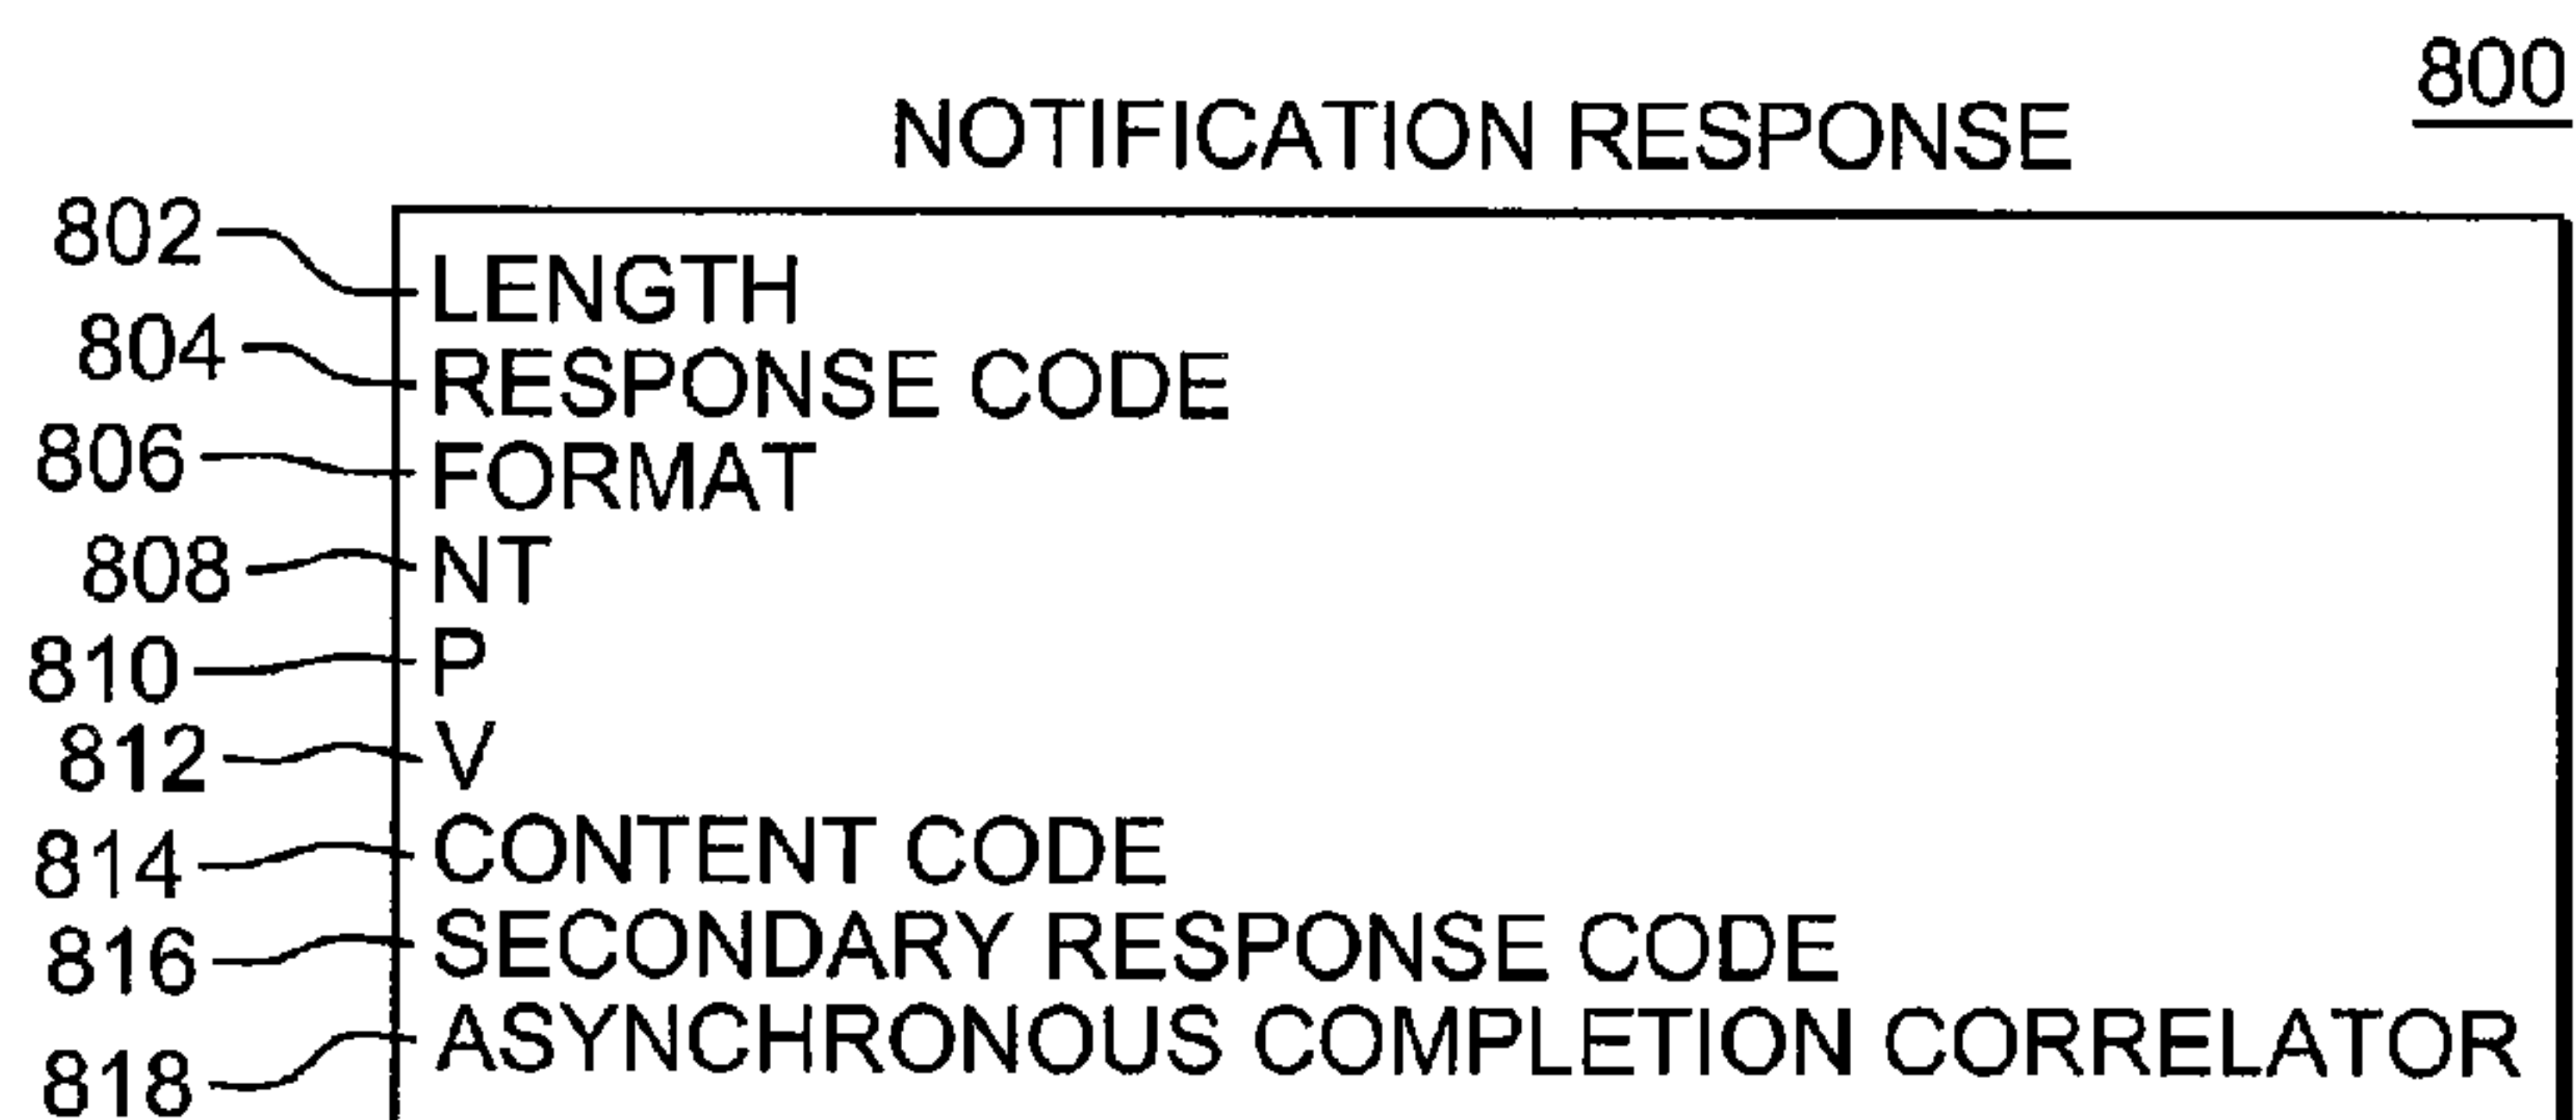 800
NOTIFICATION RESPONSE
802 LENGTH
804 RESPONSE CODE
806 FORMAT
808 NT
810 P
812 V
814 CONTENT CODE
816 SECONDARY RESPONSE CODE
818 ASYNCHRONOUS COMPLETION CORRELATOR